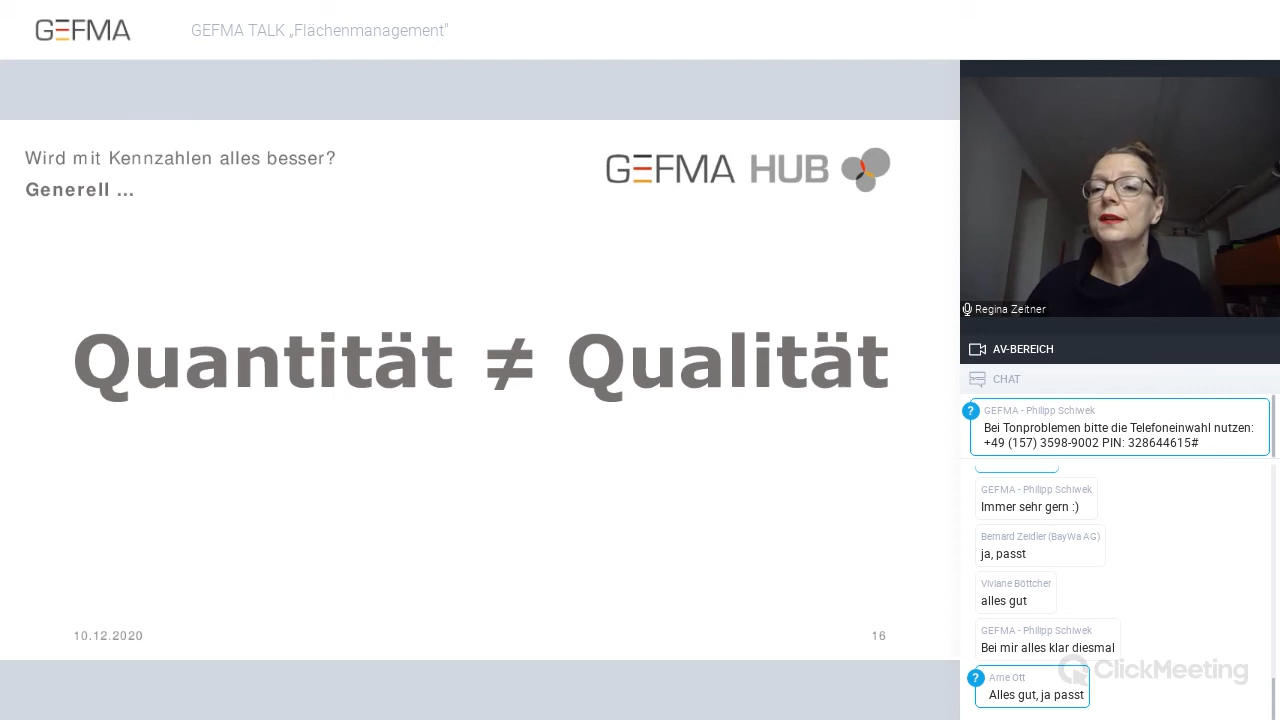 GEFMA
GEFMA TALK „Flächenmanagement"
Wird mit Kennzahlen alles besser?
Generell ...
GEFMA HUB
Quantität ≠ Qualität
10.12.2020
16
Regina Zeitner
AV-BEREICH
CHAT
?
GEFMA - Philipp Schiwek
Bei Tonproblemen bitte die Telefoneinwahl nutzen:
+49 (157) 3598-9002 PIN: 328644615#
GEFMA - Philipp Schiwek
Immer sehr gern :)
Bernard Zeidler (BayWa AG)
ja, passt
Viviane Böttcher
alles gut
GEFMA - Philipp Schiwek
Bei mir alles klar diesmal
ClickMeeting
?
Arne Ott
Alles gut, ja passt